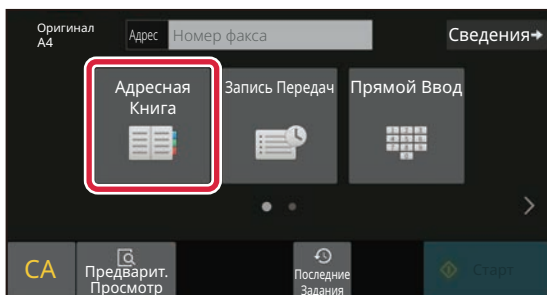 Оригинал
A4
Адрес
Номер факса
Сведения
Адресная
Книга
Запись Передач
Прямой Ввод
CA
Предварит.
Просмотр
Последние
Задания
Старт